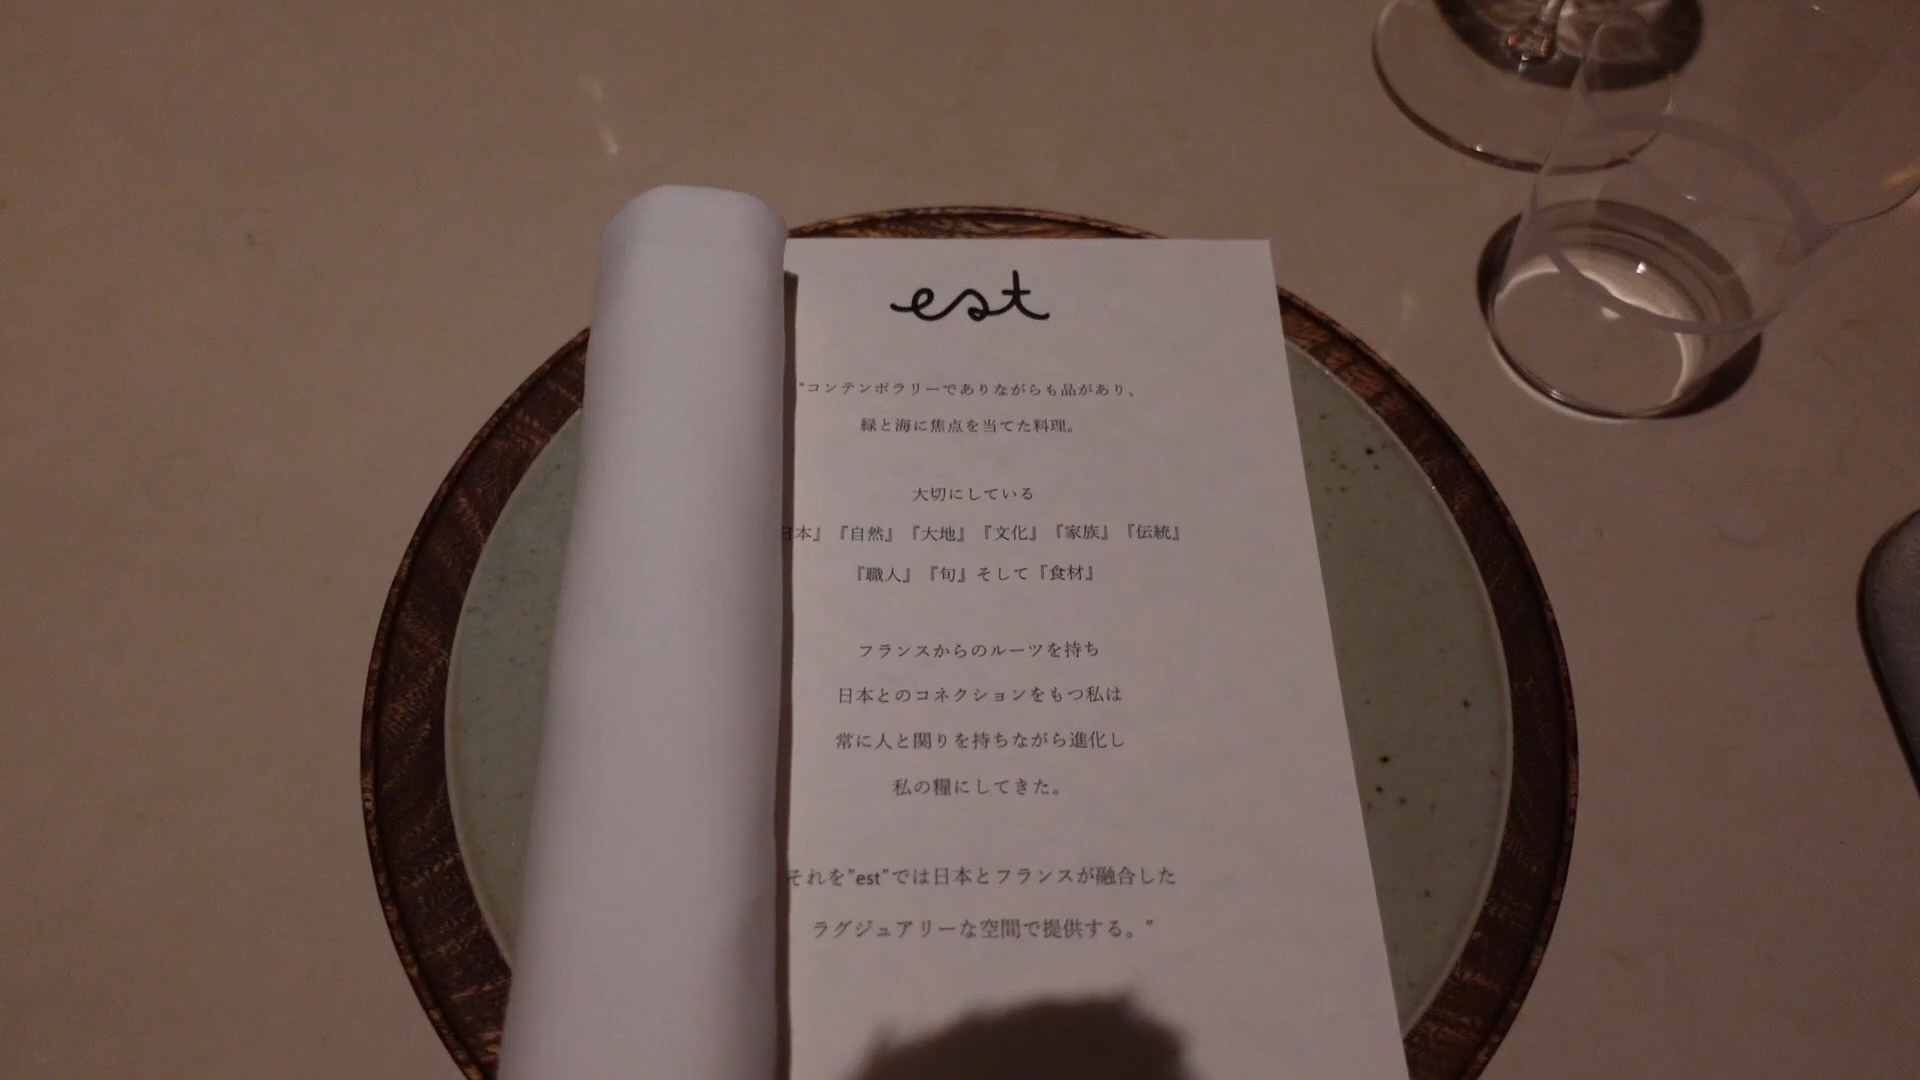 est
“コンテンポラリーでありながらも品があり、
緑と海に焦点を当てた料理。
大切にしている
日本』『自然』『大地』『文化』『家族』『伝統』
『職人』『旬』そして『食材』
フランスからのルーツを持ち
日本とのコネクションをもつ私は
常に人と関りを持ちながら進化し
私の糧にしてきた。
それを”est”では日本とフランスが融合した
ラグジュアリーな空間で提供する。”